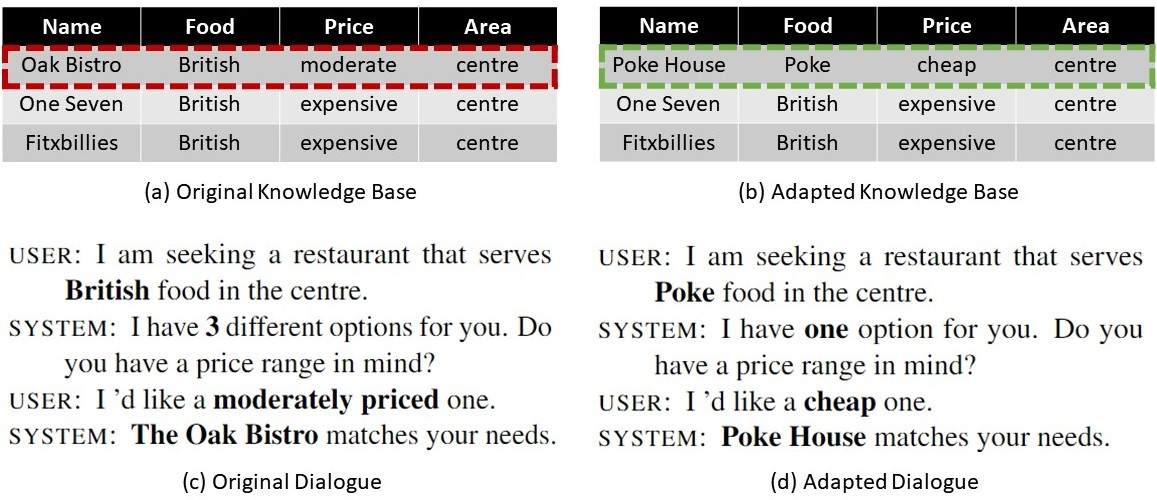 Name Food Price Area
Oak Bistro British moderate centre
One Seven British expensive centre
Fitxbillies British expensive centre
(a) Original Knowledge Base
Name Food Price Area
Poke House Poke cheap centre
One Seven British expensive centre
Fitxbillies British expensive centre
(b) Adapted Knowledge Base
USER: I am seeking a restaurant that serves
British food in the centre.
SYSTEM: I have 3 different options for you. Do
you have a price range in mind?
USER: I 'd like a moderately priced one.
SYSTEM: The Oak Bistro matches your needs.
(c) Original Dialogue
USER: I am seeking a restaurant that serves
Poke food in the centre.
SYSTEM: I have one option for you. Do you
have a price range in mind?
USER: I 'd like a cheap one.
SYSTEM: Poke House matches your needs.
(d) Adapted Dialogue